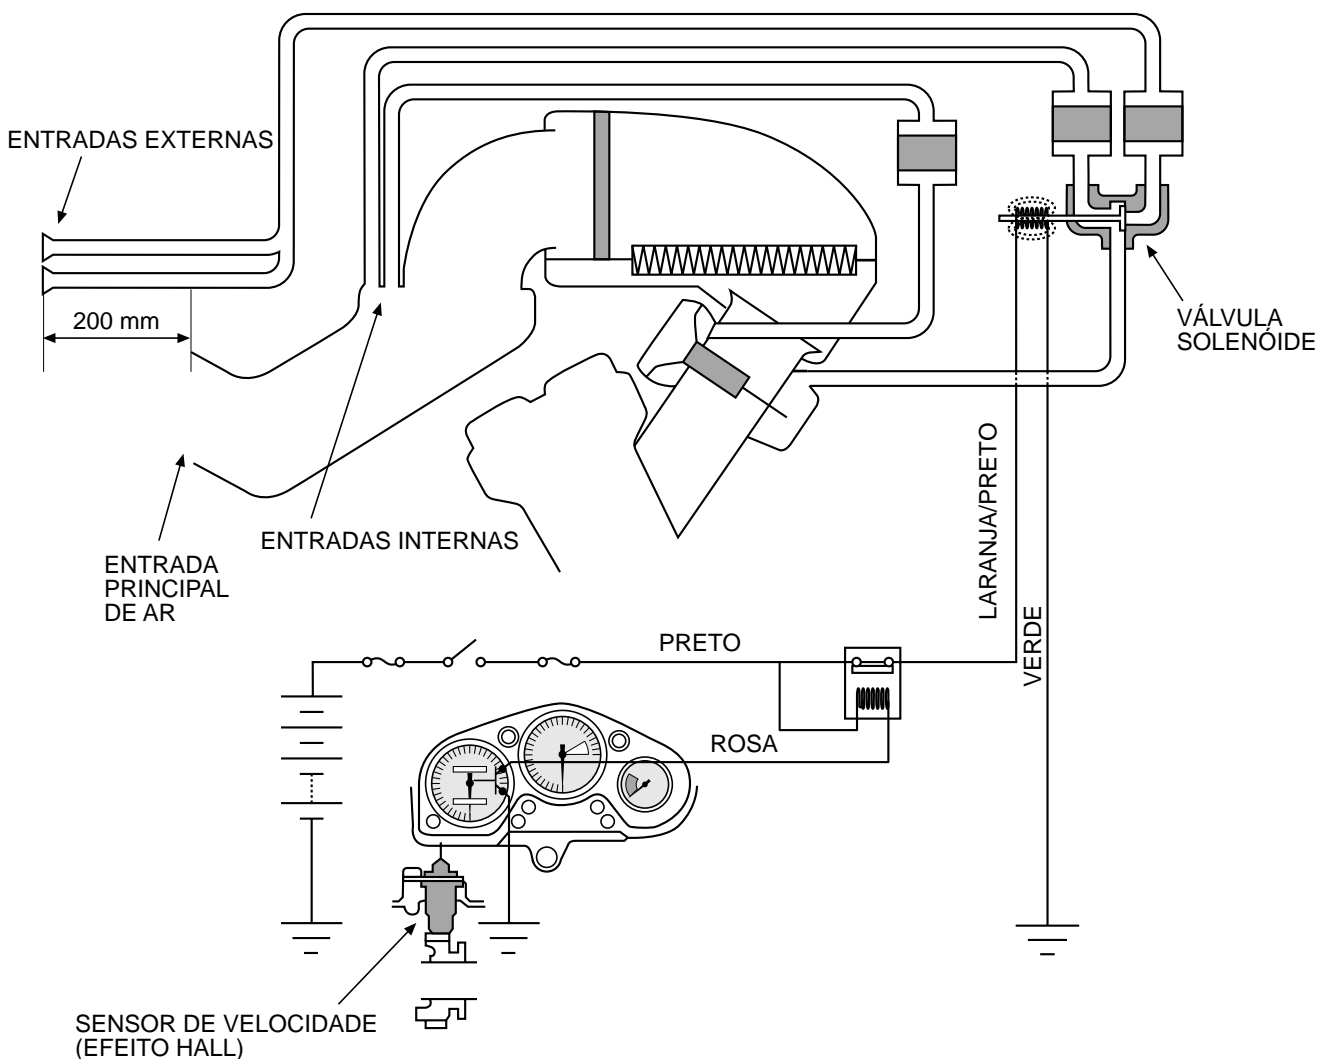 ENTRADAS EXTERNAS
200 mm
VÁLVULA
SOLENÓIDE
ENTRADAS INTERNAS
ENTRADA
PRINCIPAL
DE AR
LARANJA/PRETO
VERDE
PRETO
ROSA
SENSOR DE VELOCIDADE
(EFEITO HALL)